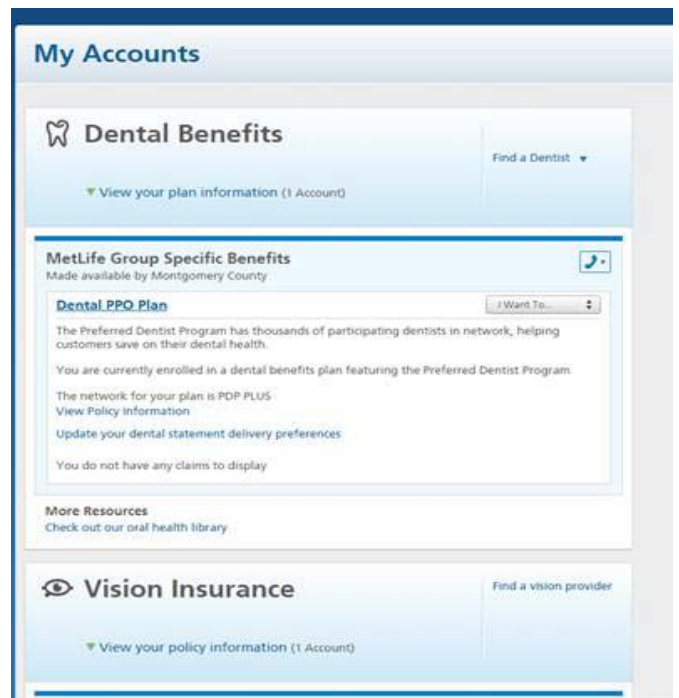 My Accounts
Dental Benefits
Find a Dentist
View your plan information (1 Account)
MetLife Group Specific Benefits
Made available by Montgomery County
Dental PPO Plan
I Want To...
The Preferred Dentist Program has thousands of participating dentists in network, helping
customers save on their dental health.
You are currently enrolled in a dental benefits plan featuring the Preferred Dentist Program
The network for your plan is PDP PLUS
View Policy Information
Update your dental statement delivery preferences
You do not have any claims to display
More Resources
Check out our oral health library
Vision Insurance
Find a vision provider
View your policy information (1 Account)